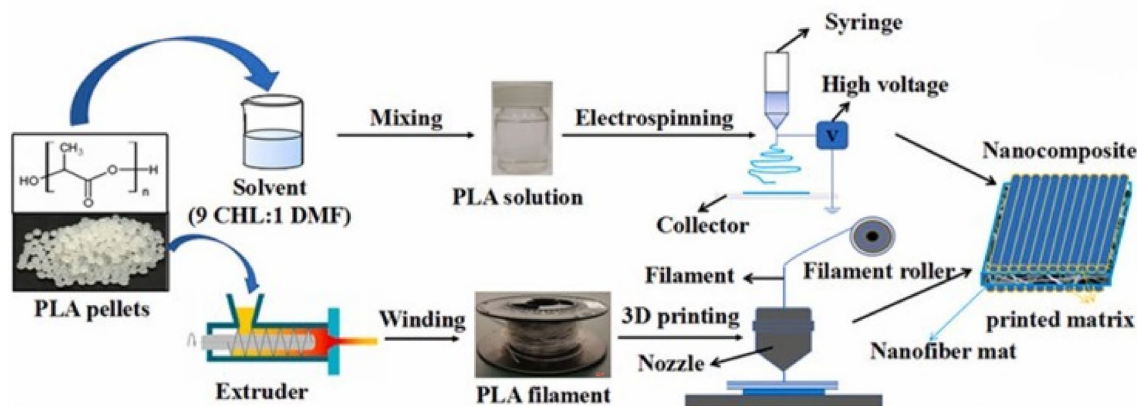 Syringe
High voltage
V
Mixing
Electrospinning
CH₃
HO
O
H
n
O
Solvent
(9 CHL:1 DMF)
PLA solution
Collector
Nanocomposite
PLA pellets
Filament
Filament roller
Winding
3D printing
Nozzle
printed matrix
Nanofiber mat
Extruder
PLA filament